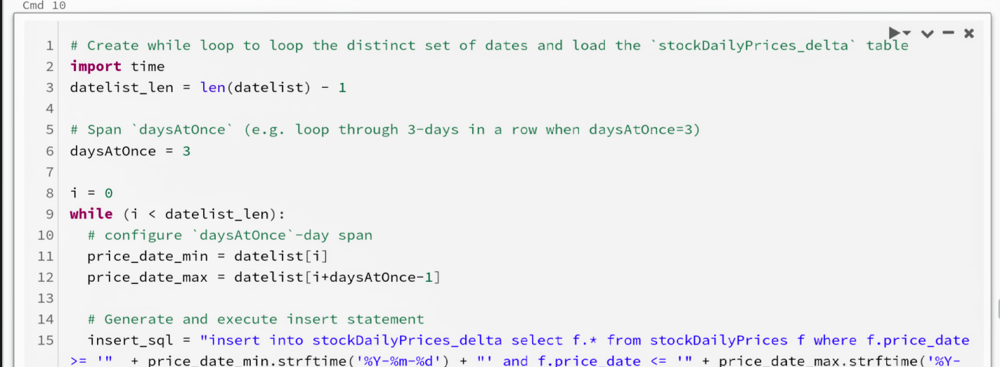 Cmd 10
1 # Create while loop to loop the distinct set of dates and load the `stockDailyPrices_delta` table
2 import time
3 datelist_len = len(datelist) - 1
4
5 # Span `daysAtOnce` (e.g. loop through 3-days in a row when daysAtOnce=3)
6 daysAtOnce = 3
7
8 i = 0
9 while (i < datelist_len):
10   # configure `daysAtOnce`-day span
11   price_date_min = datelist[i]
12   price_date_max = datelist[i+daysAtOnce-1]
13
14   # Generate and execute insert statement
15   insert_sql = "insert into stockDailyPrices_delta select f.* from stockDailyPrices f where f.price_date
>= '"  + price_date_min.strftime('%Y-%m-%d') + "' and f.price_date <= '" + price_date_max.strftime('%Y-